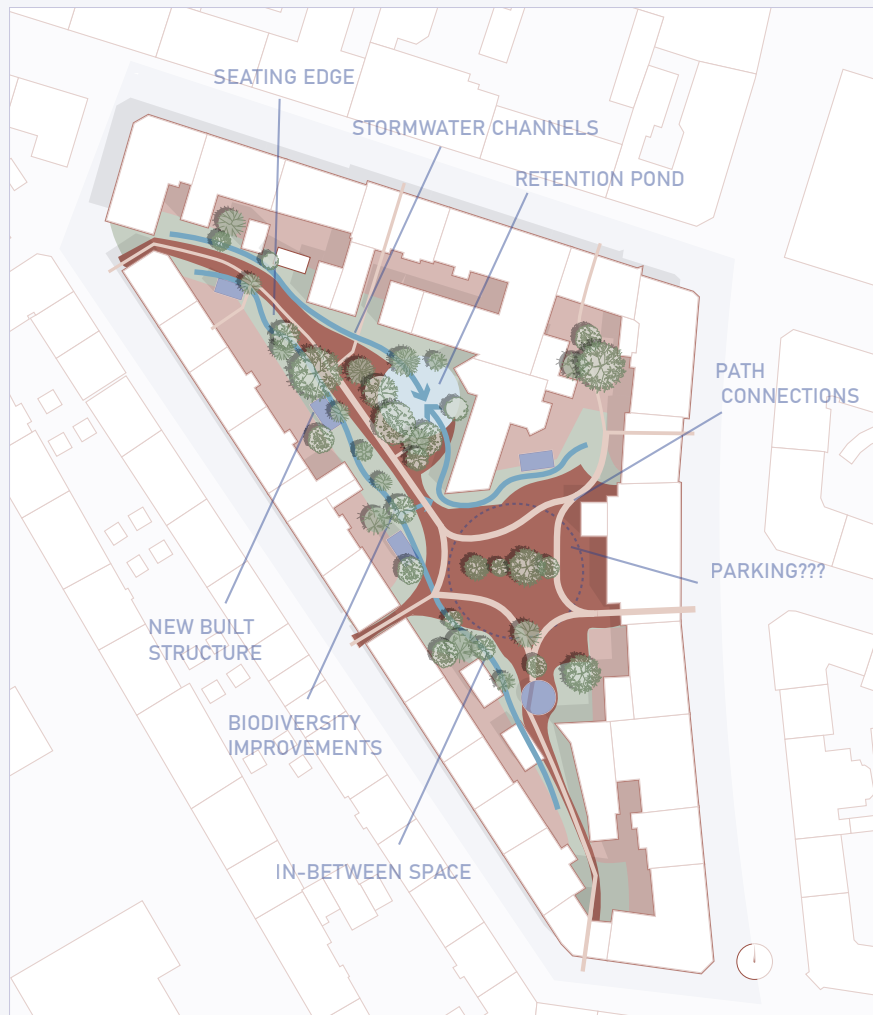 SEATING EDGE
STORMWATER CHANNELS
RETENTION POND
PATH
CONNECTIONS
PARKING???
NEW BUILT
STRUCTURE
BIODIVERSITY
IMPROVEMENTS
IN-BETWEEN SPACE